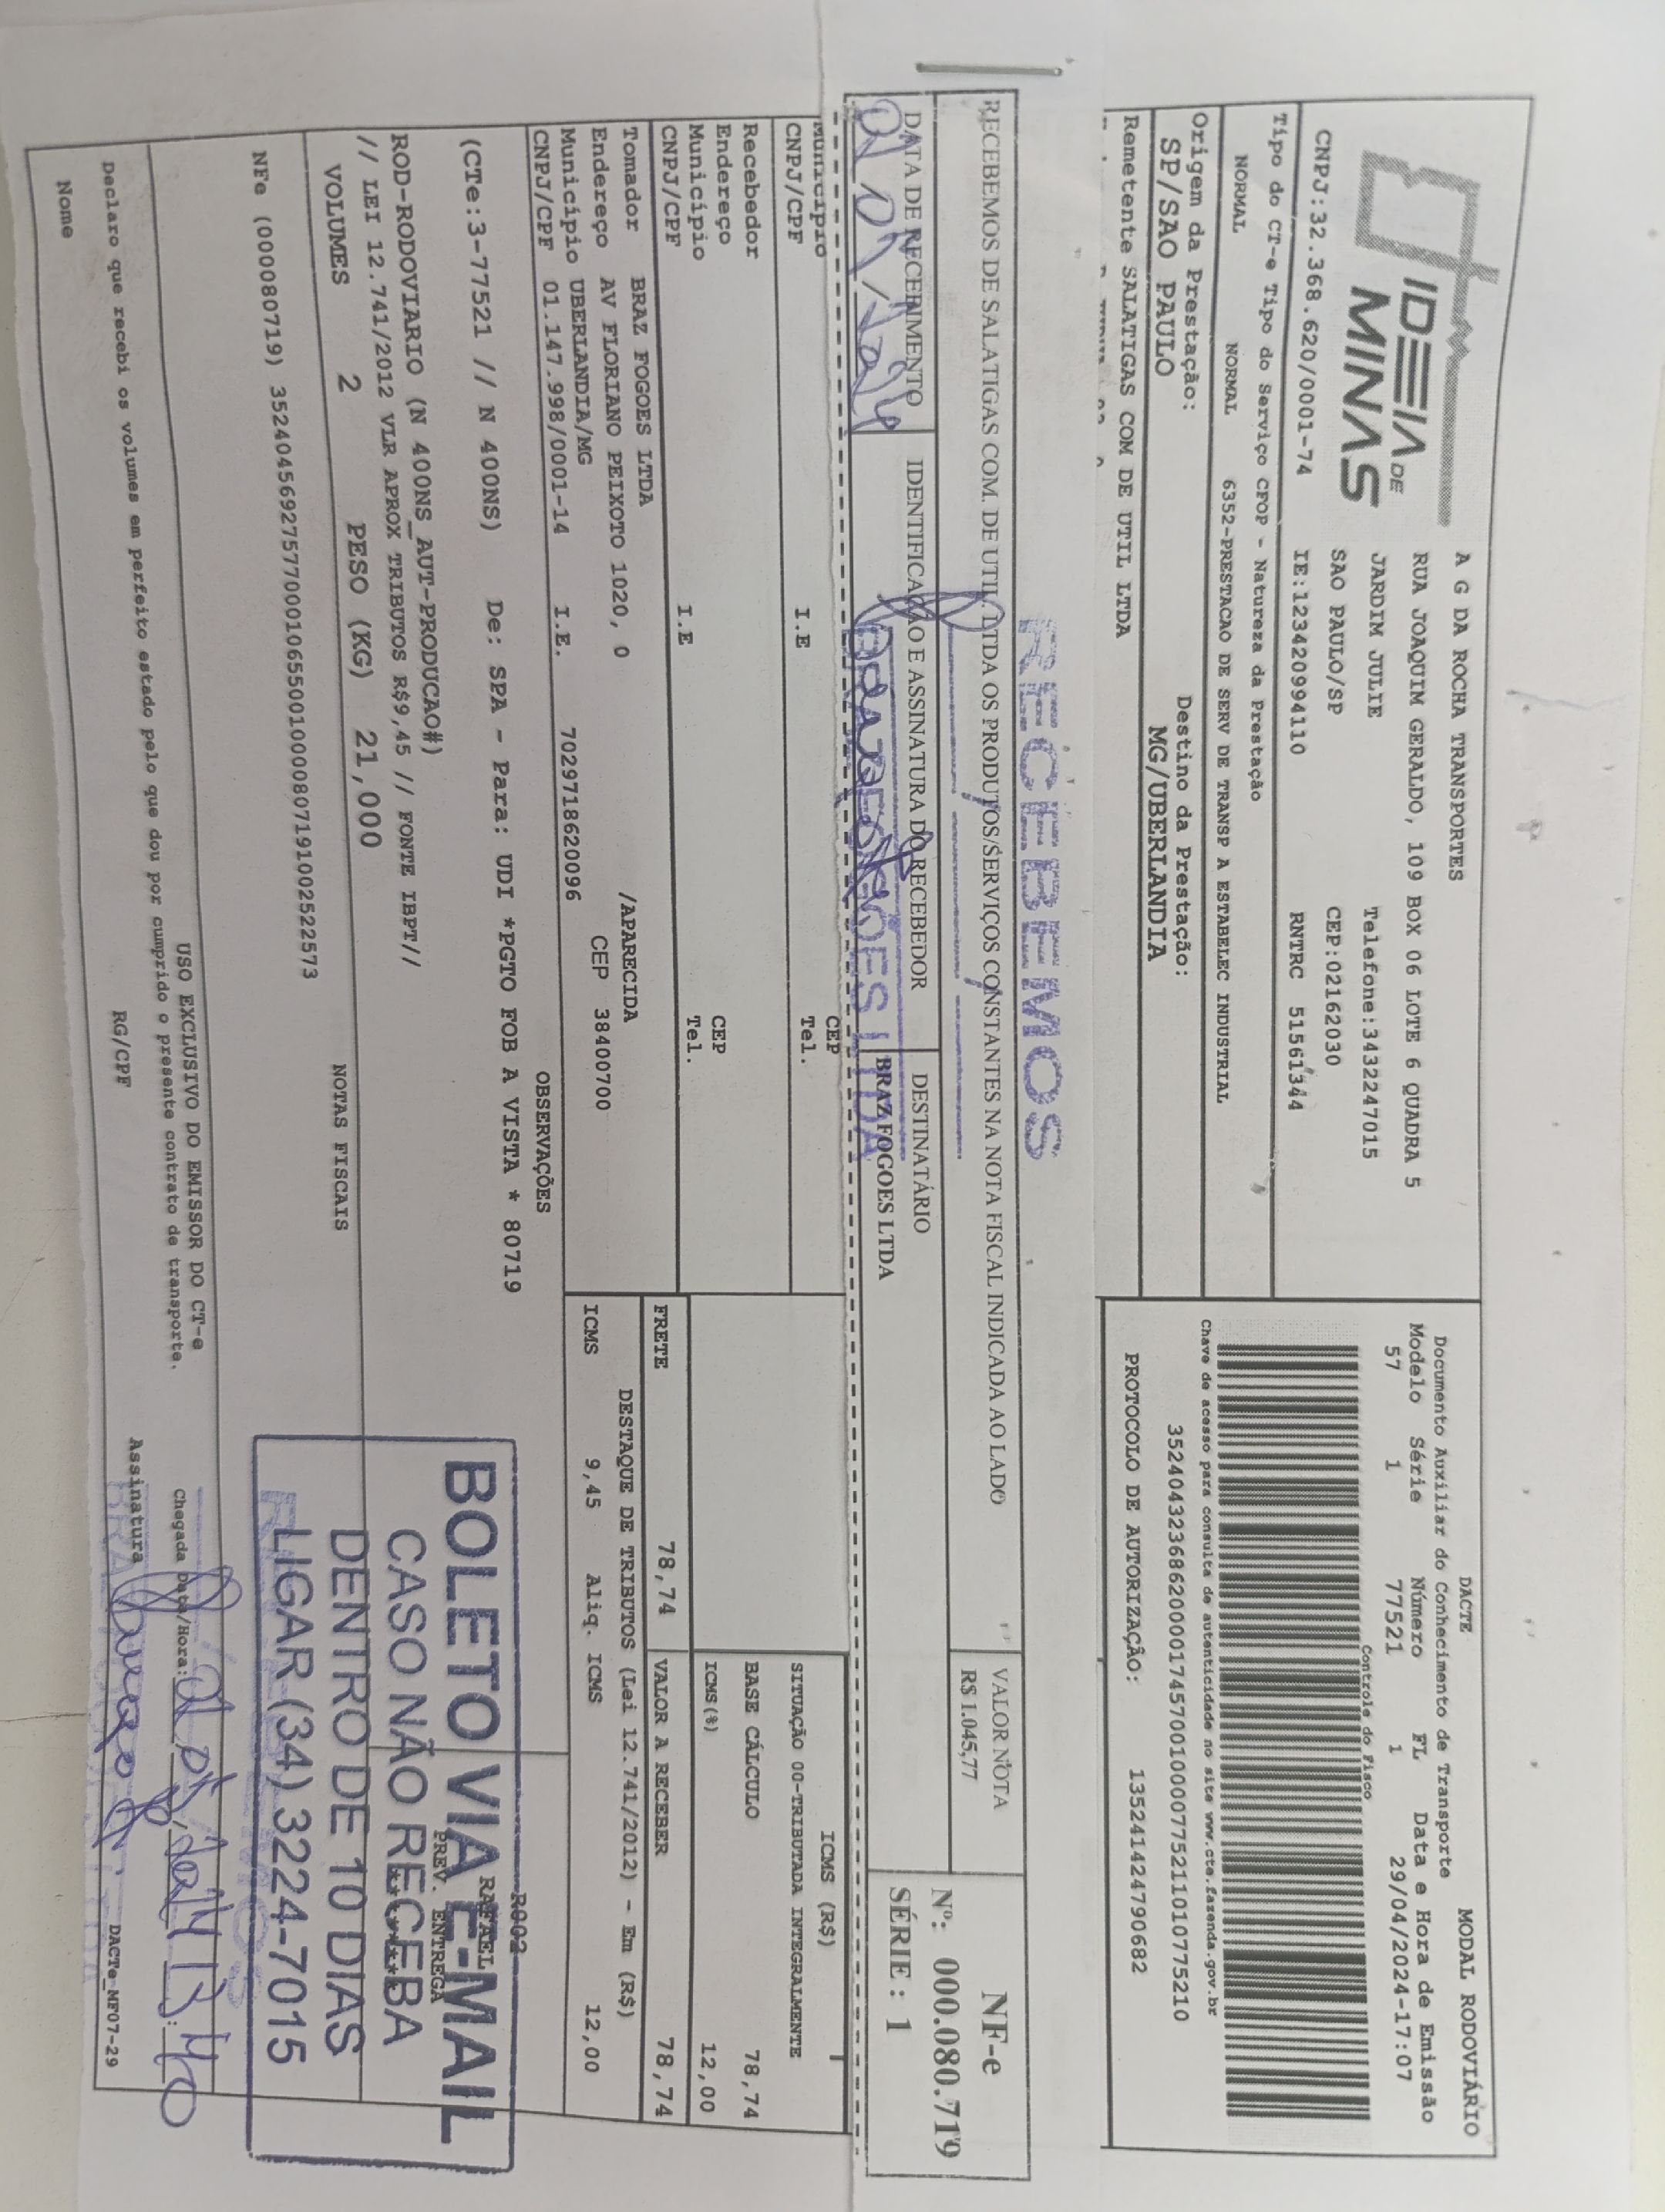 IDEEIA DE
MINAS
A G DA ROCHA TRANSPORTES
RUA JOAQUIM GERALDO, 109 BOX 06 LOTE 6 QUADRA 5
JARDIM JULIE Telefone:34322247015
SAO PAULO/SP CEP:02162030
CNPJ:32.368.620/0001-74 IE:123420994110 RNTRC 51561344
Tipo do CT-e Tipo do Serviço CFOP - Natureza da Prestação
NORMAL NORMAL 6352-PRESTACAO DE SERV DE TRANSP A ESTABELEC INDUSTRIAL
Origem da Prestação: Destino da Prestação:
SP/SAO PAULO MG/UBERLANDIA
Remetente SALATIGAS COM DE UTIL LTDA
DACTE MODAL RODOVIÁRIO
Documento Auxiliar do Conhecimento de Transporte
Modelo Série Número FL Data e Hora de Emissão
57 1 77521 1 29/04/2024-17:07
Controle do Fisco
Chave de acesso para consulta de autenticidade no site www.cte.fazenda.gov.br
35240432368620000174570010000775211010775210
PROTOCOLO DE AUTORIZAÇÃO: 135241424790682
RECEBEMOS
RECEBEMOS DE SALATIGAS COM. DE UTIL. LTDA OS PRODUTOS/SERVIÇOS CONSTANTES NA NOTA FISCAL INDICADA AO LADO
VALOR NOTA
R$ 1.045,77
NF-e
Nº: 000.080.719
SÉRIE : 1
DATA DE RECEBIMENTO IDENTIFICAÇÃO E ASSINATURA DO RECEBEDOR DESTINATÁRIO
BRAZ FOGOES LTDA
BRAZ FOGOES LTDA
Município CEP
CNPJ/CPF I.E Tel.
Recebedor
Endereço
Município CEP
CNPJ/CPF I.E Tel.
Tomador BRAZ FOGOES LTDA
Endereço AV FLORIANO PEIXOTO 1020, 0 /APARECIDA
Município UBERLANDIA/MG CEP 38400700
CNPJ/CPF 01.147.998/0001-14 I.E. 7029718620096
ICMS (R$)
SITUAÇÃO 00-TRIBUTADA INTEGRALMENTE
BASE CÁLCULO 78,74
ICMS(%) 12,00
FRETE 78,74 VALOR A RECEBER 78,74
DESTAQUE DE TRIBUTOS (Lei 12.741/2012) - Em (R$)
ICMS 9,45 Aliq. ICMS 12,00
OBSERVAÇÕES
(CTe:3-77521 // N 400NS) De: SPA - Para: UDI *PGTO FOB A VISTA * 80719
R002
RAFAEL
PREV. ENTREGA
ROD-RODOVIARIO (N 400NS_AUT-PRODUCAO#)
// LEI 12.741/2012 VLR APROX TRIBUTOS R$9,45 // FONTE IBPT//
VOLUMES 2 PESO (KG) 21,000
NOTAS FISCAIS
NFe (000080719) 35240456927577000106550010000807191002522573
BOLETO VIA E-MAIL
CASO NÃO RECEBA
DENTRO DE 10 DIAS
LIGAR (34) 3224-7015
USO EXCLUSIVO DO EMISSOR DO CT-e
Declaro que recebi os volumes em perfeito estado pelo que dou por cumprido o presente contrato de transporte.
Chegada Data/Hora:
Nome RG/CPF Assinatura
DACTe_MF07-29